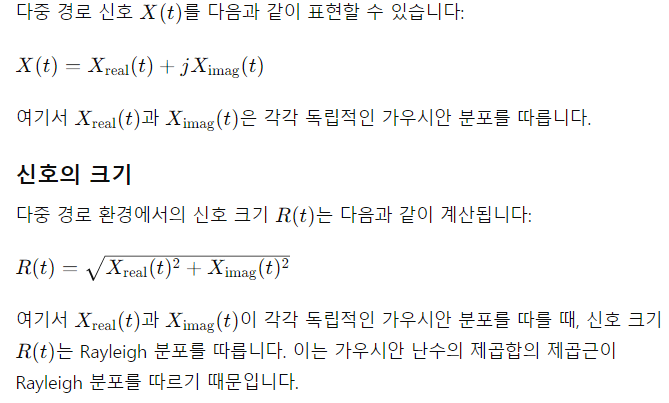 다중 경로 신호 X(t)를 다음과 같이 표현할 수 있습니다:
X(t) = X_real(t) + jX_imag(t)
여기서 X_real(t)과 X_imag(t)은 각각 독립적인 가우시안 분포를 따릅니다.
신호의 크기
다중 경로 환경에서의 신호 크기 R(t)는 다음과 같이 계산됩니다:
R(t) = √(X_real(t)² + X_imag(t)²)
여기서 X_real(t)과 X_imag(t)이 각각 독립적인 가우시안 분포를 따를 때, 신호 크기
R(t)는 Rayleigh 분포를 따릅니다. 이는 가우시안 난수의 제곱합의 제곱근이
Rayleigh 분포를 따르기 때문입니다.